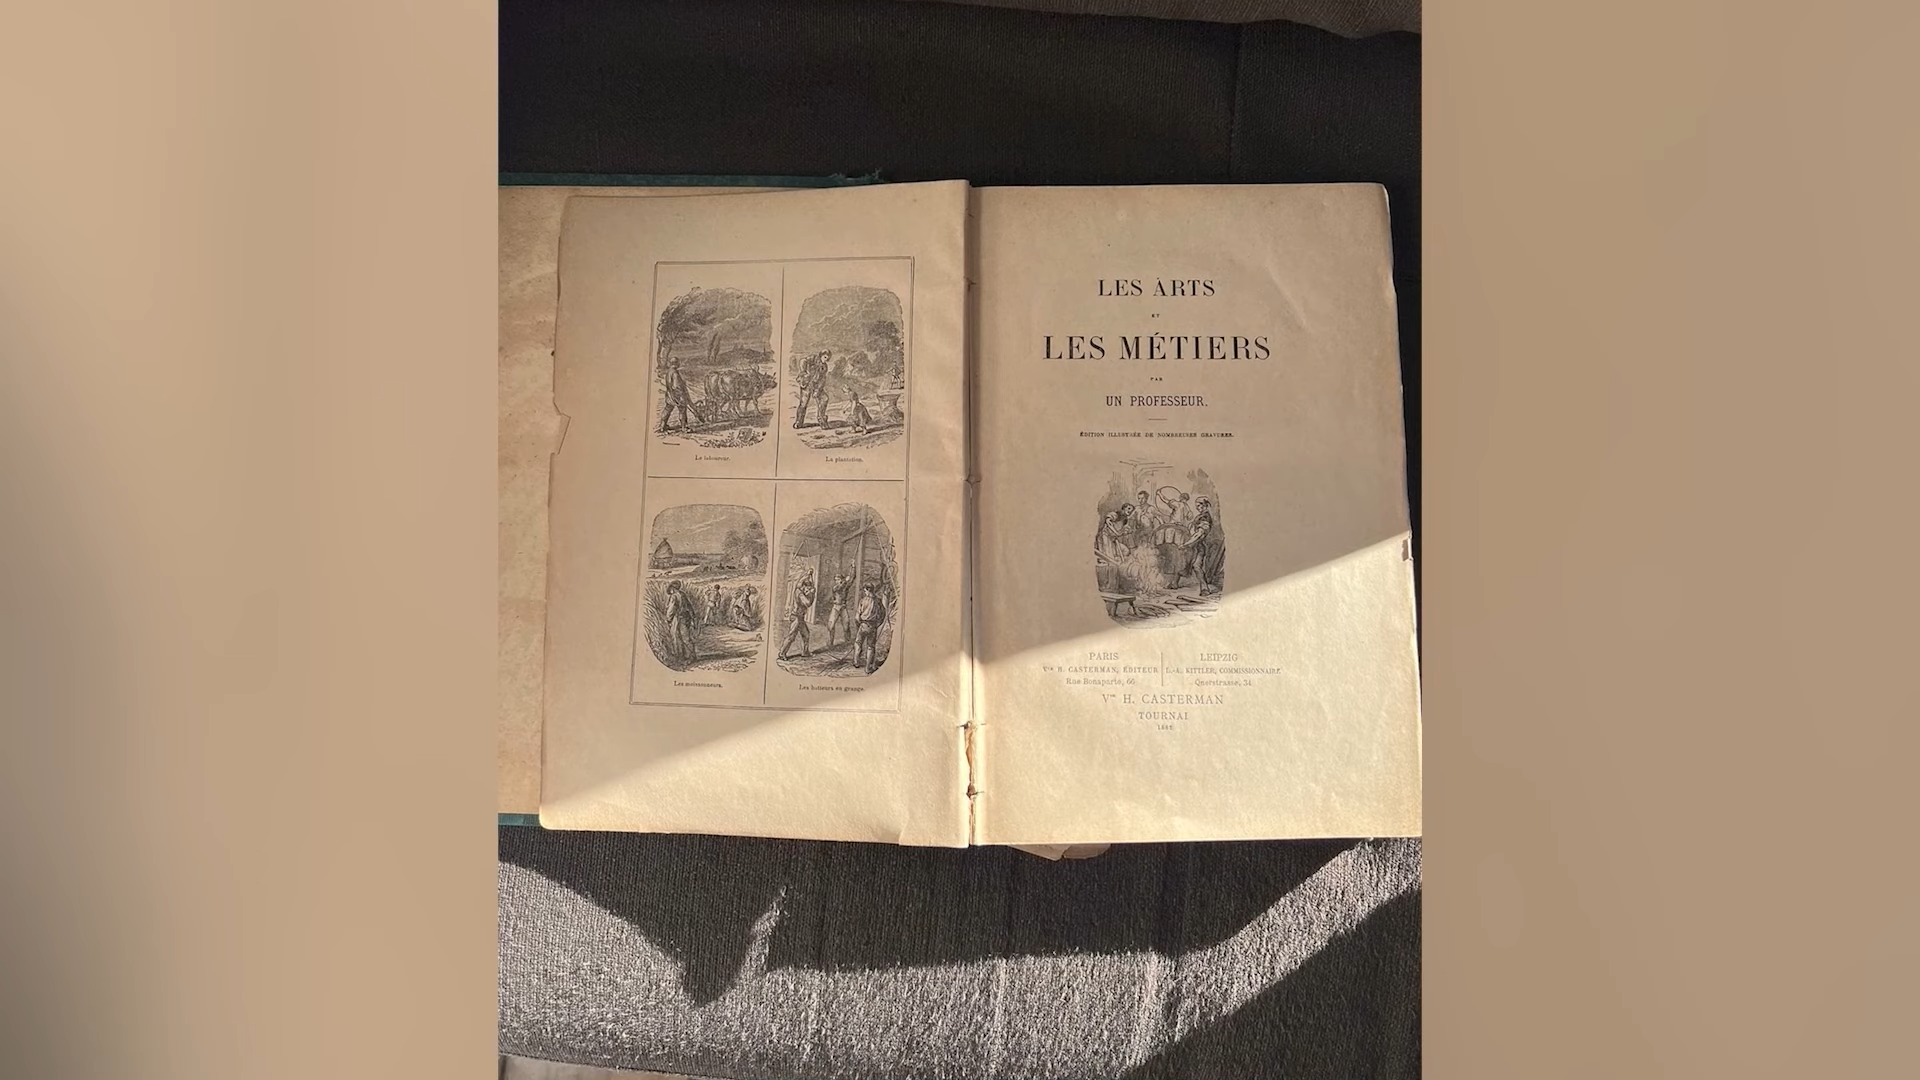 Le laboureur.
La plantation.
Les moissonneurs.
Les batteurs en grange.
LES ARTS
ET
LES MÉTIERS
PAR
UN PROFESSEUR.
ÉDITION ILLUSTRÉE DE NOMBREUSES GRAVURES.
PARIS
Vve H. CASTERMAN, ÉDITEUR
Rue Bonaparte, 66
LEIPZIG
L.-A. KITTLER, COMMISSIONNAIRE
Querstrasse, 34
Vve H. CASTERMAN
TOURNAI